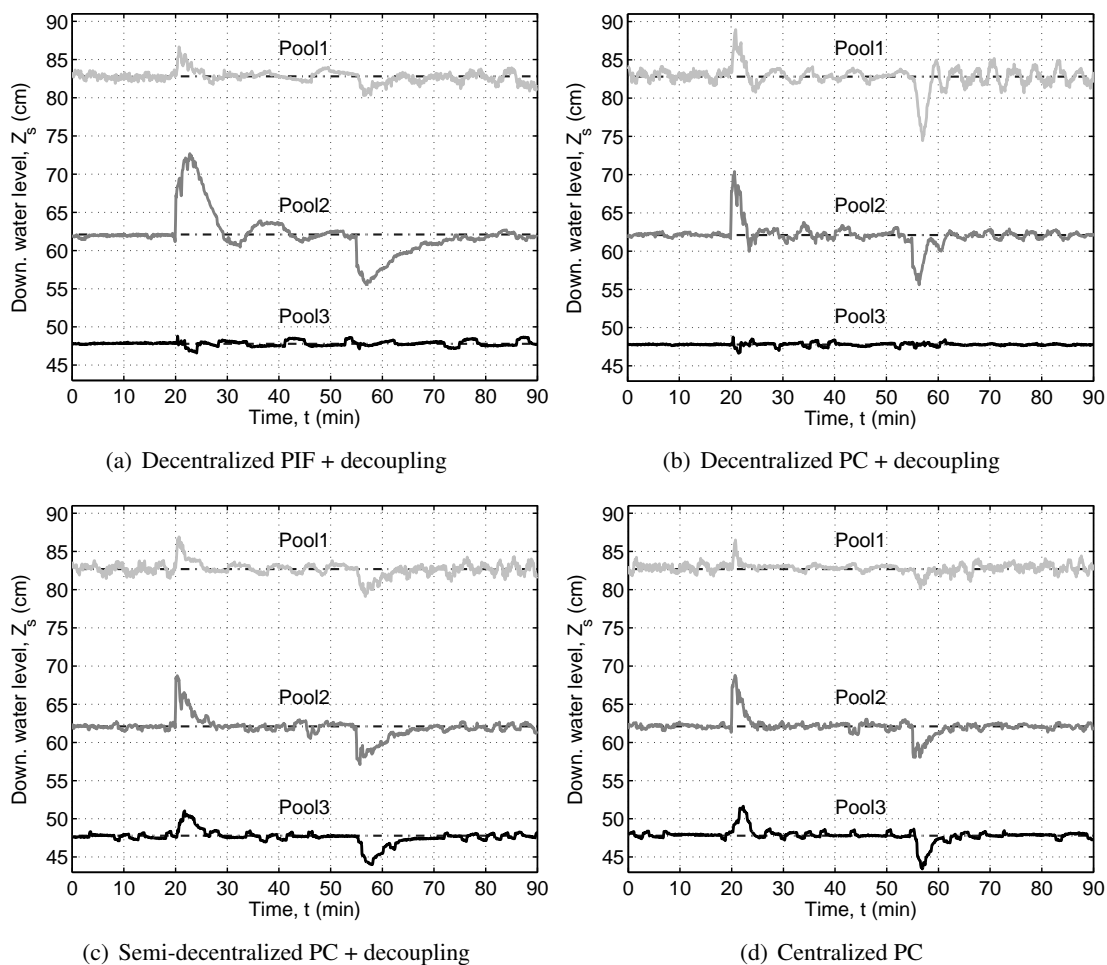 90
85
80
75
70
65
60
55
50
45
Down. water level, Z_s (cm)
Pool1
Pool2
Pool3
0 10 20 30 40 50 60 70 80 90
Time, t (min)
(a) Decentralized PIF + decoupling
90
85
80
75
70
65
60
55
50
45
Down. water level, Z_s (cm)
Pool1
Pool2
Pool3
0 10 20 30 40 50 60 70 80 90
Time, t (min)
(b) Decentralized PC + decoupling
90
85
80
75
70
65
60
55
50
45
Down. water level, Z_s (cm)
Pool1
Pool2
Pool3
0 10 20 30 40 50 60 70 80 90
Time, t (min)
(c) Semi-decentralized PC + decoupling
90
85
80
75
70
65
60
55
50
45
Down. water level, Z_s (cm)
Pool1
Pool2
Pool3
0 10 20 30 40 50 60 70 80 90
Time, t (min)
(d) Centralized PC